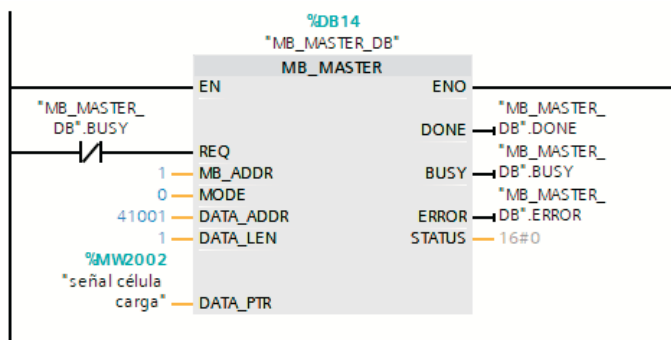 %DB14
"MB_MASTER_DB"
MB_MASTER
EN
ENO
"MB_MASTER_
DB".BUSY
REQ
DONE
"MB_MASTER_
DB".DONE
1
MB_ADDR
BUSY
"MB_MASTER_
DB".BUSY
0
MODE
41001
DATA_ADDR
ERROR
"MB_MASTER_
DB".ERROR
1
DATA_LEN
STATUS
16#0
%MW2002
"señal célula
carga"
DATA_PTR